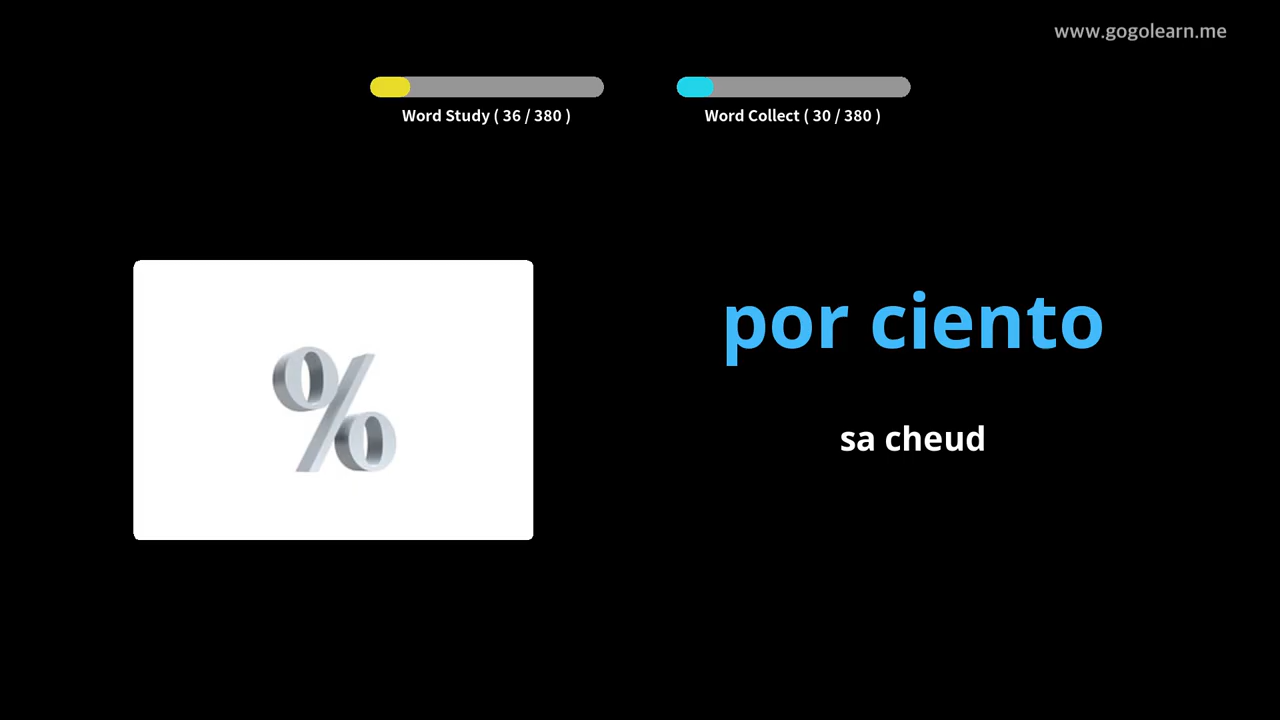 www.gogolearn.me
Word Study ( 36 / 380 )
Word Collect ( 30 / 380 )
%
por ciento
sa cheud